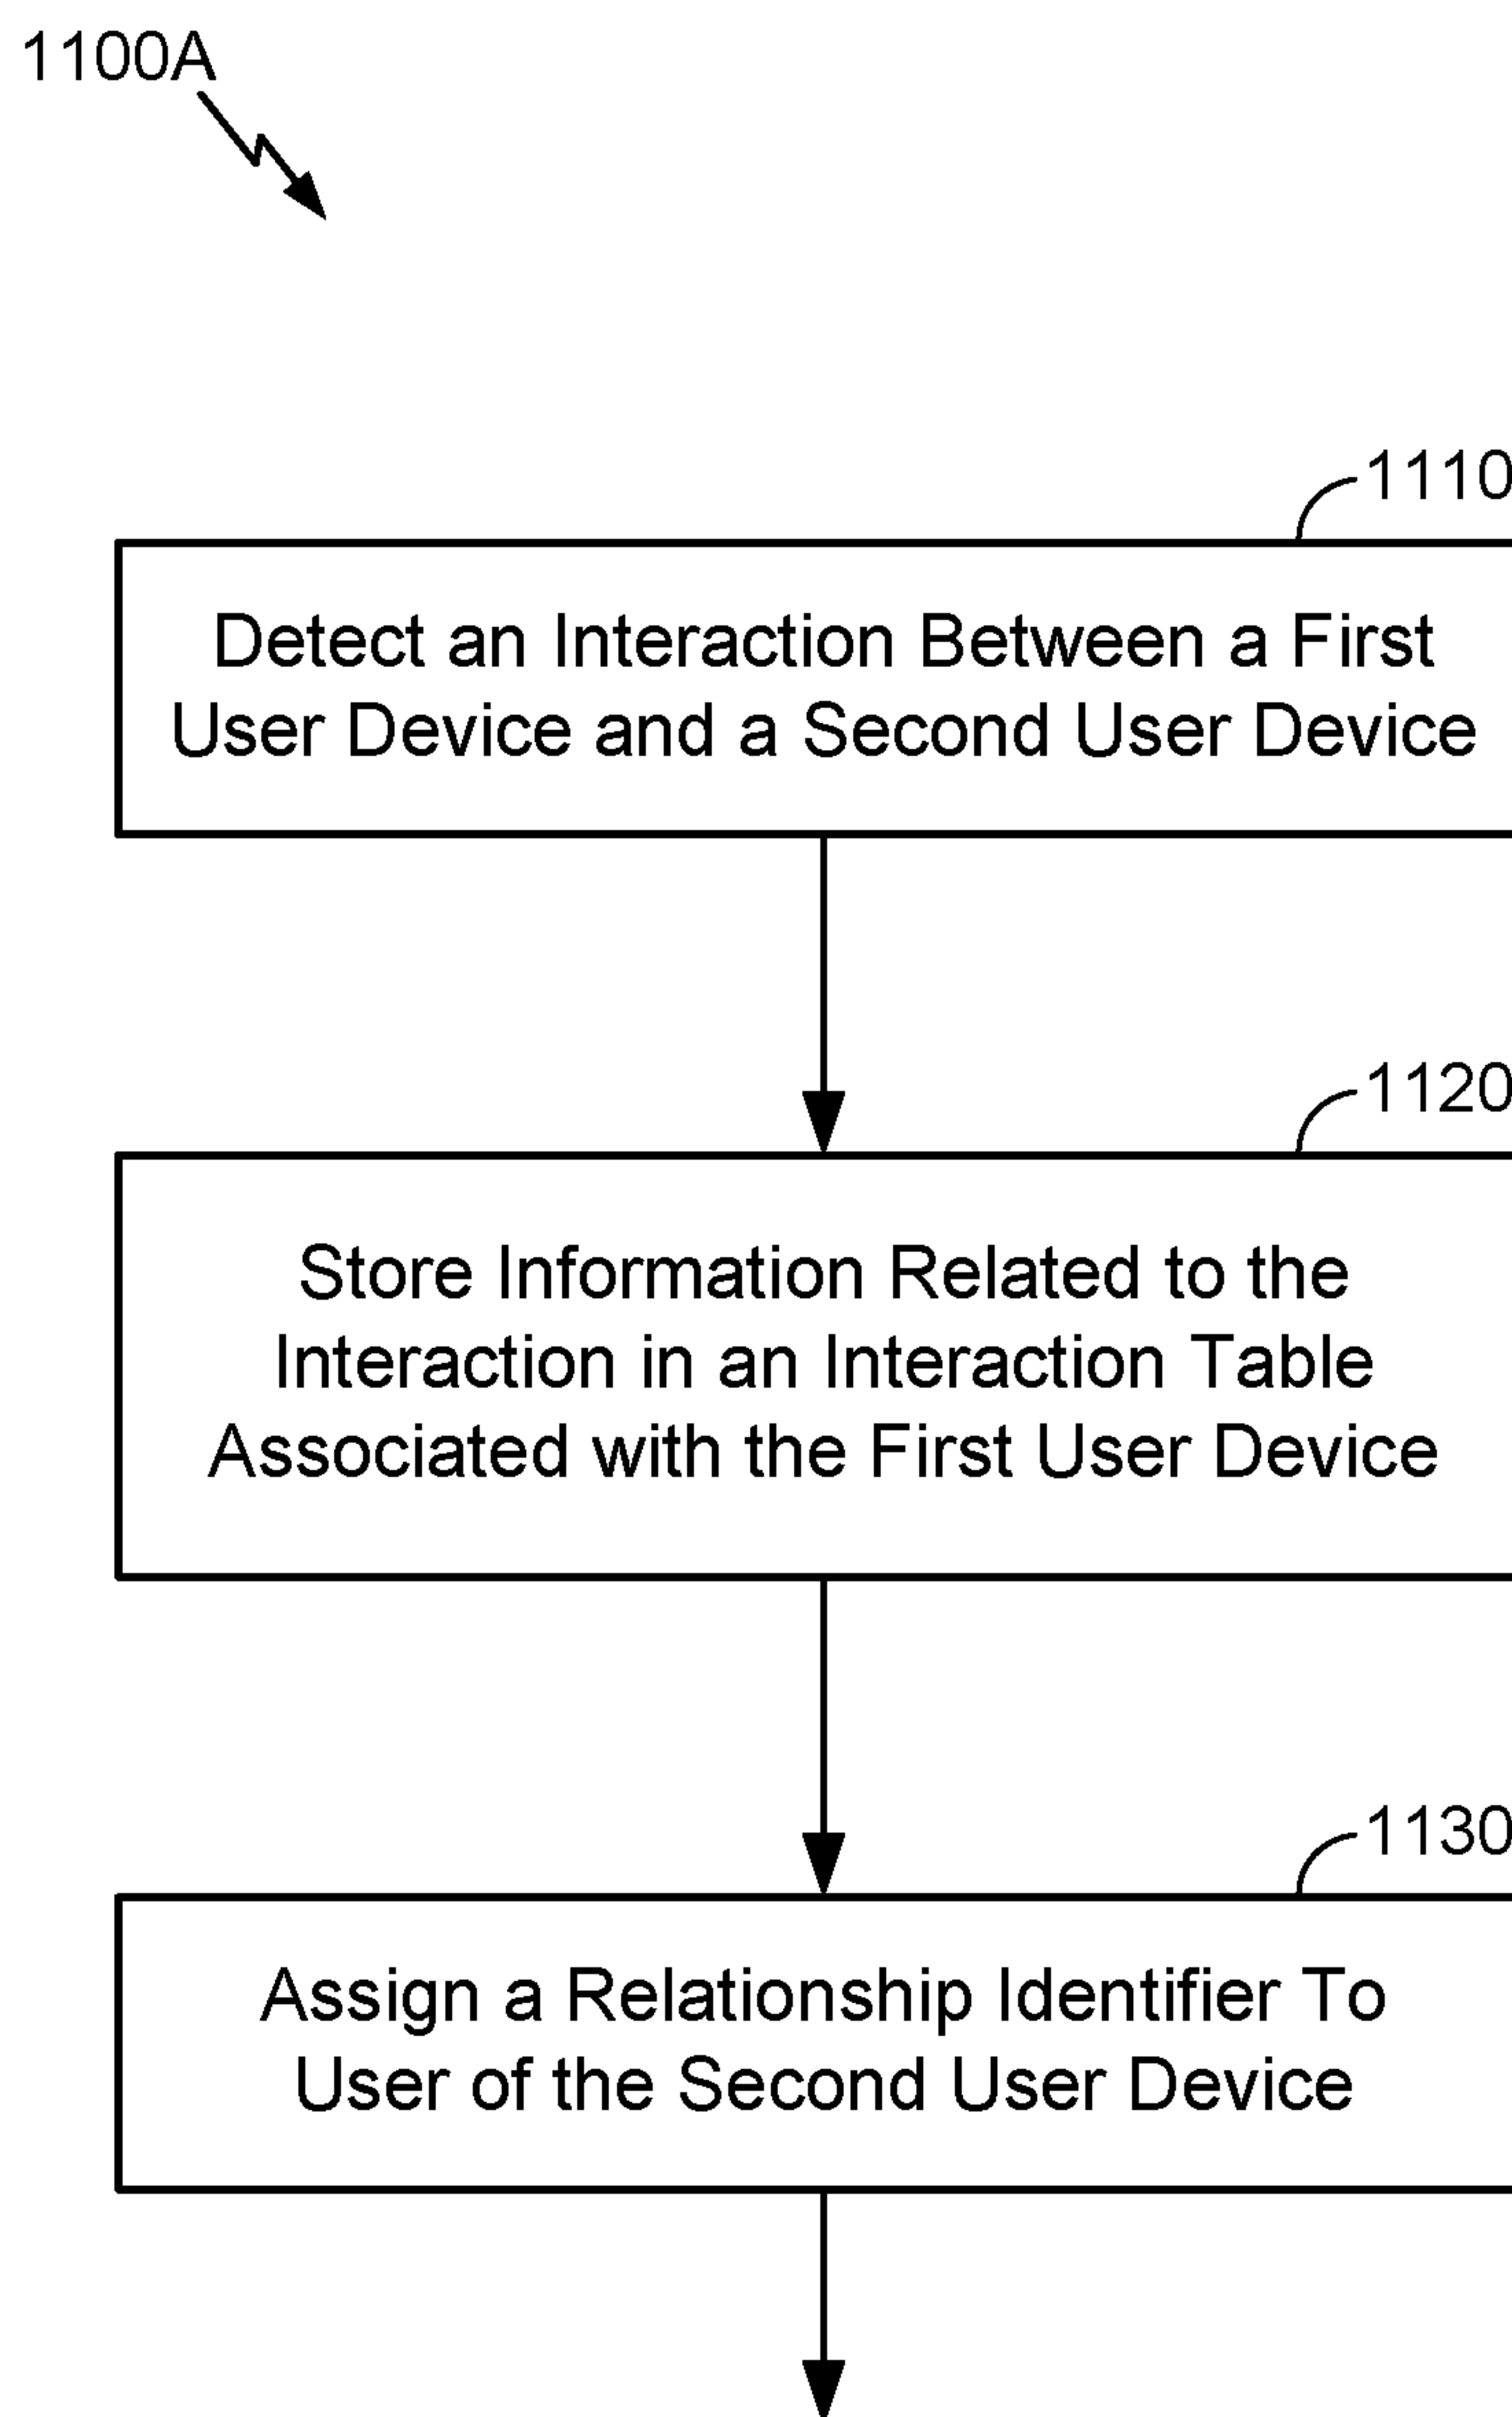 1100A
1110
Detect an Interaction Between a First
User Device and a Second User Device
1120
Store Information Related to the
Interaction in an Interaction Table
Associated with the First User Device
1130
Assign a Relationship Identifier To
User of the Second User Device